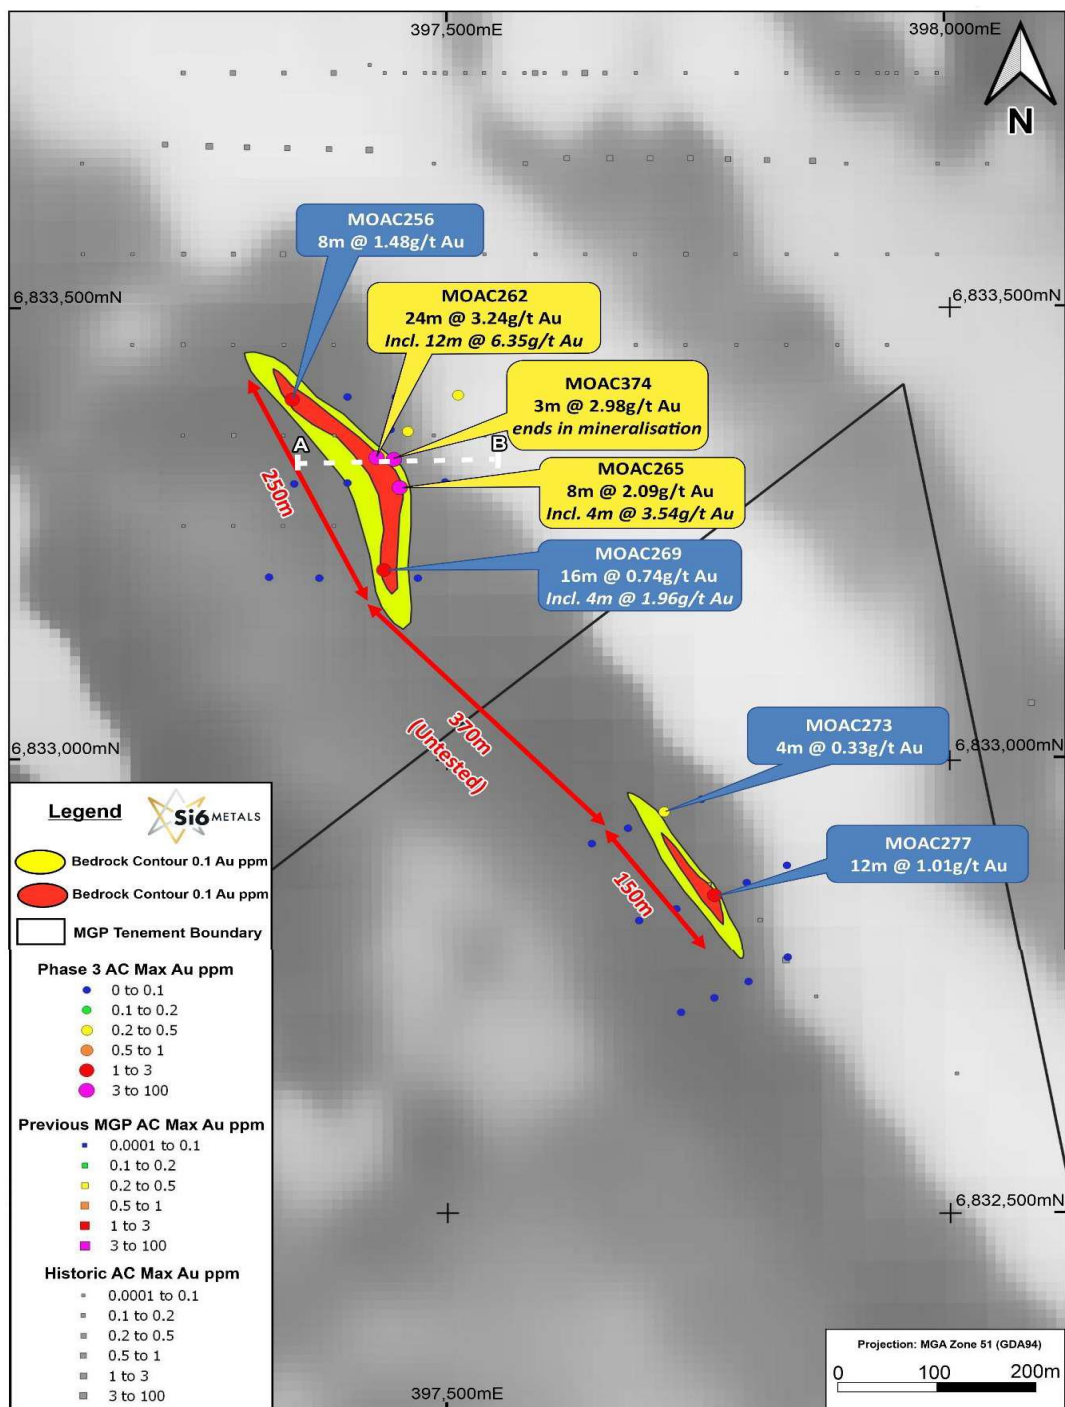 397,500mE
398,000mE
N
MOAC256
8m @ 1.48g/t Au
MOAC262
24m @ 3.24g/t Au
Incl. 12m @ 6.35g/t Au
6,833,500mN
6,833,500mN
MOAC374
3m @ 2.98g/t Au
ends in mineralisation
A
B
MOAC265
8m @ 2.09g/t Au
Incl. 4m @ 3.54g/t Au
250m
MOAC269
16m @ 0.74g/t Au
Incl. 4m @ 1.96g/t Au
370m
(Untested)
MOAC273
4m @ 0.33g/t Au
6,833,000mN
6,833,000mN
MOAC277
12m @ 1.01g/t Au
150m
Legend
Si6 METALS
Bedrock Contour 0.1 Au ppm
Bedrock Contour 0.1 Au ppm
MGP Tenement Boundary
Phase 3 AC Max Au ppm
0 to 0.1
0.1 to 0.2
0.2 to 0.5
0.5 to 1
1 to 3
3 to 100
Previous MGP AC Max Au ppm
0.0001 to 0.1
0.1 to 0.2
0.2 to 0.5
0.5 to 1
1 to 3
3 to 100
Historic AC Max Au ppm
0.0001 to 0.1
0.1 to 0.2
0.2 to 0.5
0.5 to 1
1 to 3
3 to 100
6,832,500mN
397,500mE
Projection: MGA Zone 51 (GDA94)
0 100 200m